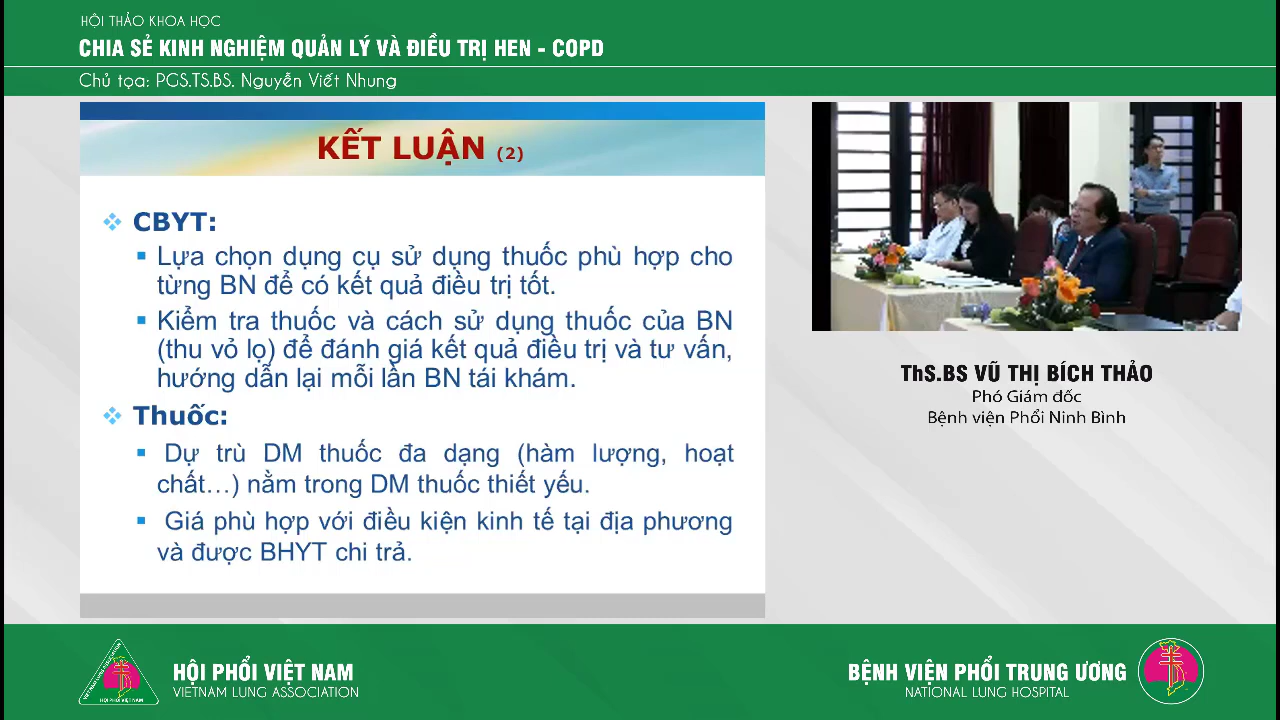 HỘI THẢO KHOA HỌC
CHIA SẺ KINH NGHIỆM QUẢN LÝ VÀ ĐIỀU TRỊ HEN - COPD
Chủ tọa: PGS.TS.BS. Nguyễn Viết Nhung
KẾT LUẬN (2)
CBYT:
Lựa chọn dụng cụ sử dụng thuốc phù hợp cho
từng BN để có kết quả điều trị tốt.
Kiểm tra thuốc và cách sử dụng thuốc của BN
(thu vỏ lọ) để đánh giá kết quả điều trị và tư vấn,
hướng dẫn lại mỗi lần BN tái khám.
Thuốc:
Dự trù DM thuốc đa dạng (hàm lượng, hoạt
chất...) nằm trong DM thuốc thiết yếu.
Giá phù hợp với điều kiện kinh tế tại địa phương
và được BHYT chi trả.
ThS.BS VŨ THỊ BÍCH THẢO
Phó Giám đốc
Bệnh viện Phổi Ninh Bình
VIETNAM LUNG ASSOCIATION
HỘI PHỔI VIỆT NAM
HỘI PHỔI VIỆT NAM
VIETNAM LUNG ASSOCIATION
BỆNH VIỆN PHỔI TRUNG ƯƠNG
NATIONAL LUNG HOSPITAL